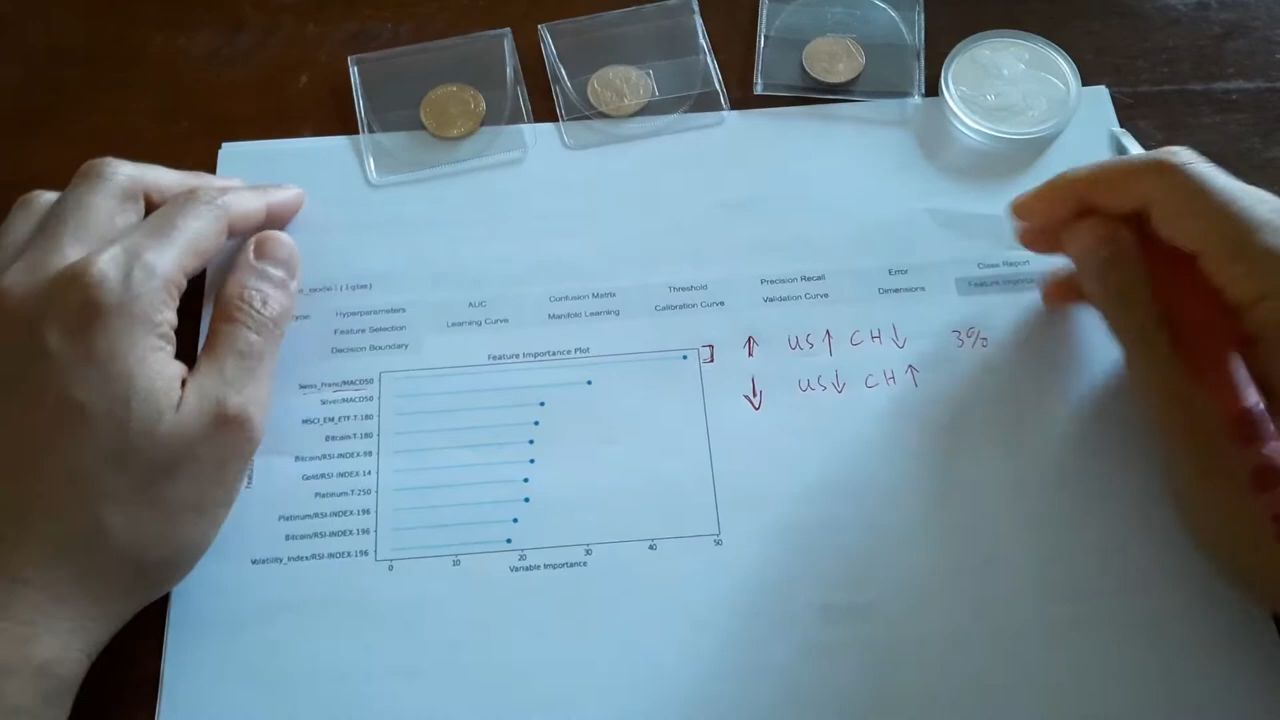 Hyperparameters AUC Confusion Matrix Threshold Precision Recall Error Class Report
Feature Selection Learning Curve Manifold Learning Calibration Curve Validation Curve Dimensions Feature
Decision Boundary
Feature Importance Plot
Swiss_Franc/MACD50
Silver/MACD50
MSCI_EM_ETF-T-180
Bitcoin-T-180
Bitcoin/RSI-INDEX-98
Gold/RSI-INDEX-14
Platinum-T-250
Platinum/RSI-INDEX-196
Bitcoin/RSI-INDEX-196
Volatility_Index/RSI-INDEX-196
0 10 20 30 40 50
Variable Importance
↑ US↑ CH↓ 3%
↓ US↓ CH↑